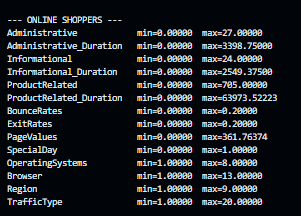 --- ONLINE SHOPPERS ---
Administrative min=0.00000 max=27.00000
Administrative_Duration min=0.00000 max=3398.75000
Informational min=0.00000 max=24.00000
Informational_Duration min=0.00000 max=2549.37500
ProductRelated min=0.00000 max=705.00000
ProductRelated_Duration min=0.00000 max=63973.52223
BounceRates min=0.00000 max=0.20000
ExitRates min=0.00000 max=0.20000
PageValues min=0.00000 max=361.76374
SpecialDay min=0.00000 max=1.00000
OperatingSystems min=1.00000 max=8.00000
Browser min=1.00000 max=13.00000
Region min=1.00000 max=9.00000
TrafficType min=1.00000 max=20.00000